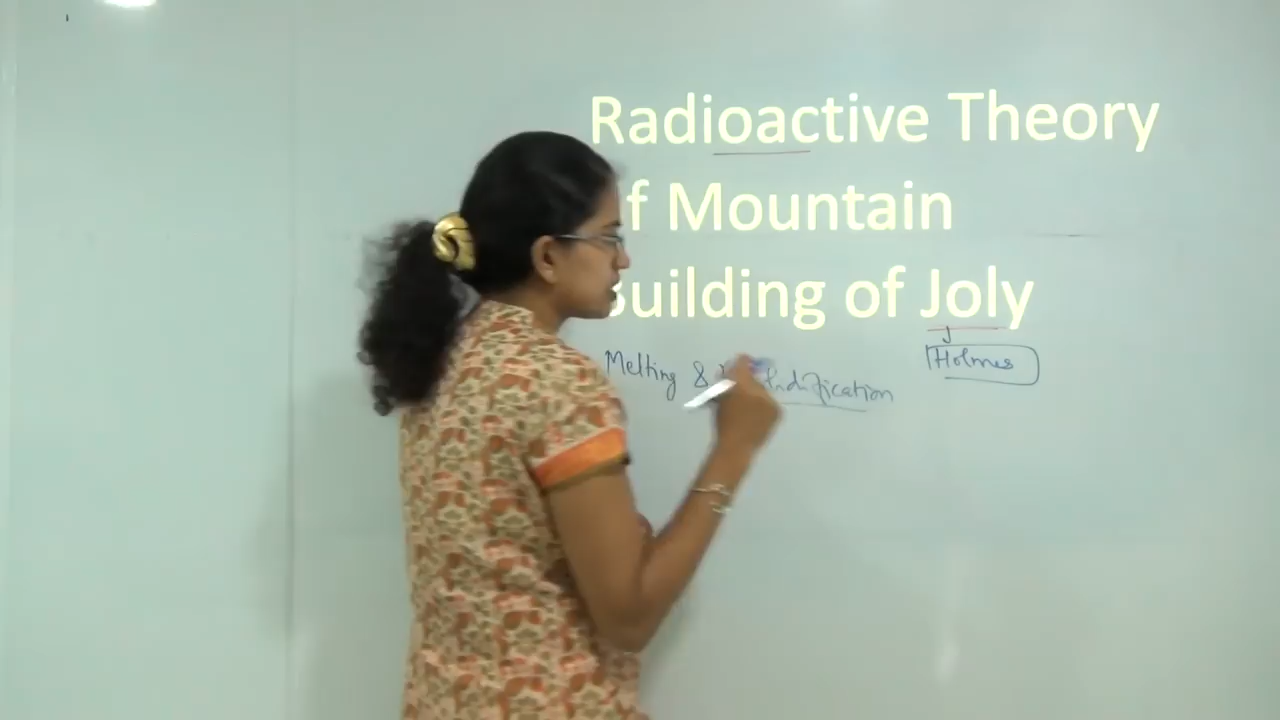 Radioactive Theory
f Mountain
uilding of Joly
Holmes
Melting &